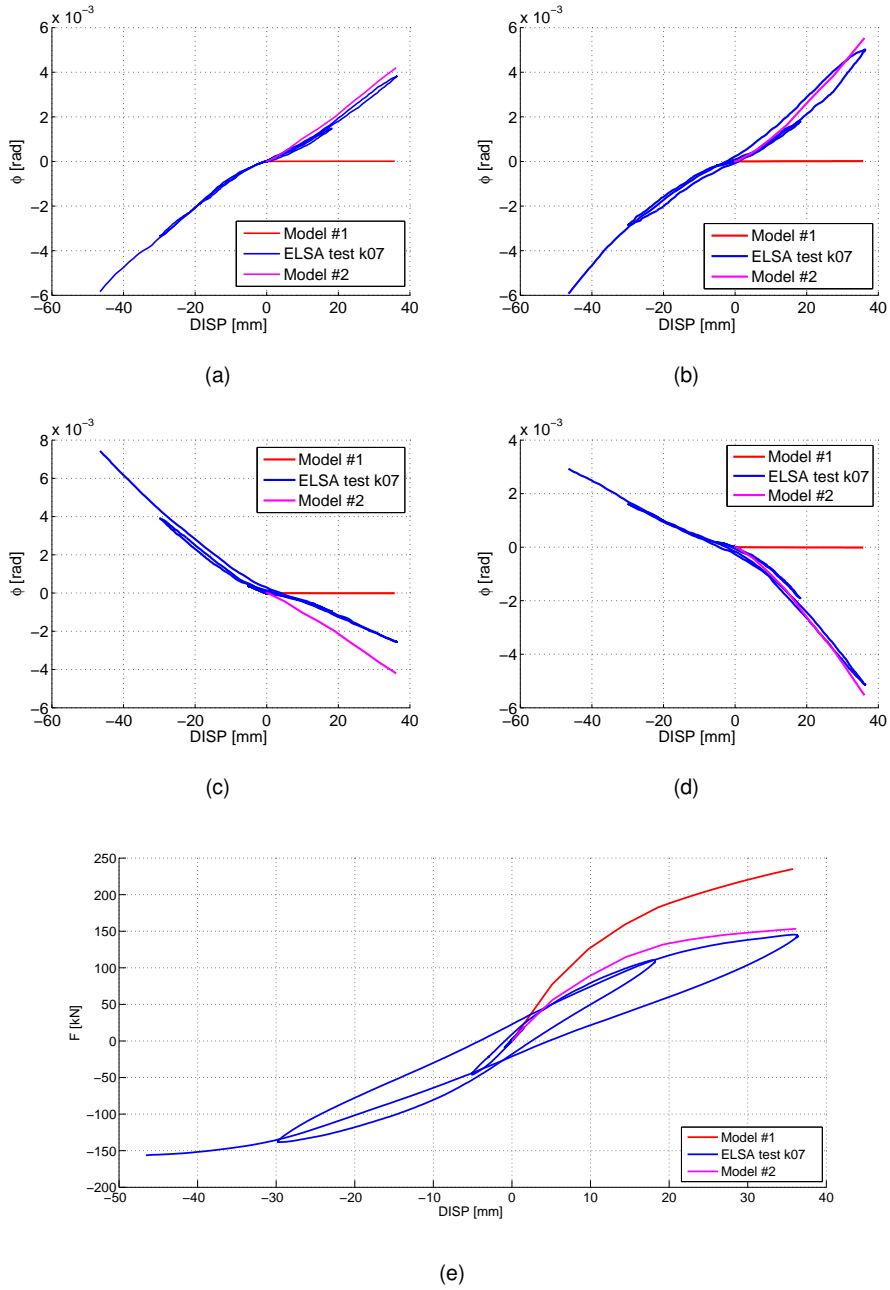 x 10⁻³
6
4
2
0
−2
−4
−6
−60 −40 −20 0 20 40
DISP [mm]
ϕ [rad]
Model #1
ELSA test k07
Model #2
(a)
x 10⁻³
6
4
2
0
−2
−4
−6
−60 −40 −20 0 20 40
DISP [mm]
ϕ [rad]
Model #1
ELSA test k07
Model #2
(b)
x 10⁻³
8
6
4
2
0
−2
−4
−6
−60 −40 −20 0 20 40
DISP [mm]
ϕ [rad]
Model #1
ELSA test k07
Model #2
(c)
x 10⁻³
4
2
0
−2
−4
−6
−60 −40 −20 0 20 40
DISP [mm]
ϕ [rad]
Model #1
ELSA test k07
Model #2
(d)
250
200
150
100
50
0
−50
−100
−150
−200
−50 −40 −30 −20 −10 0 10 20 30 40
DISP [mm]
F [kN]
Model #1
ELSA test k07
Model #2
(e)